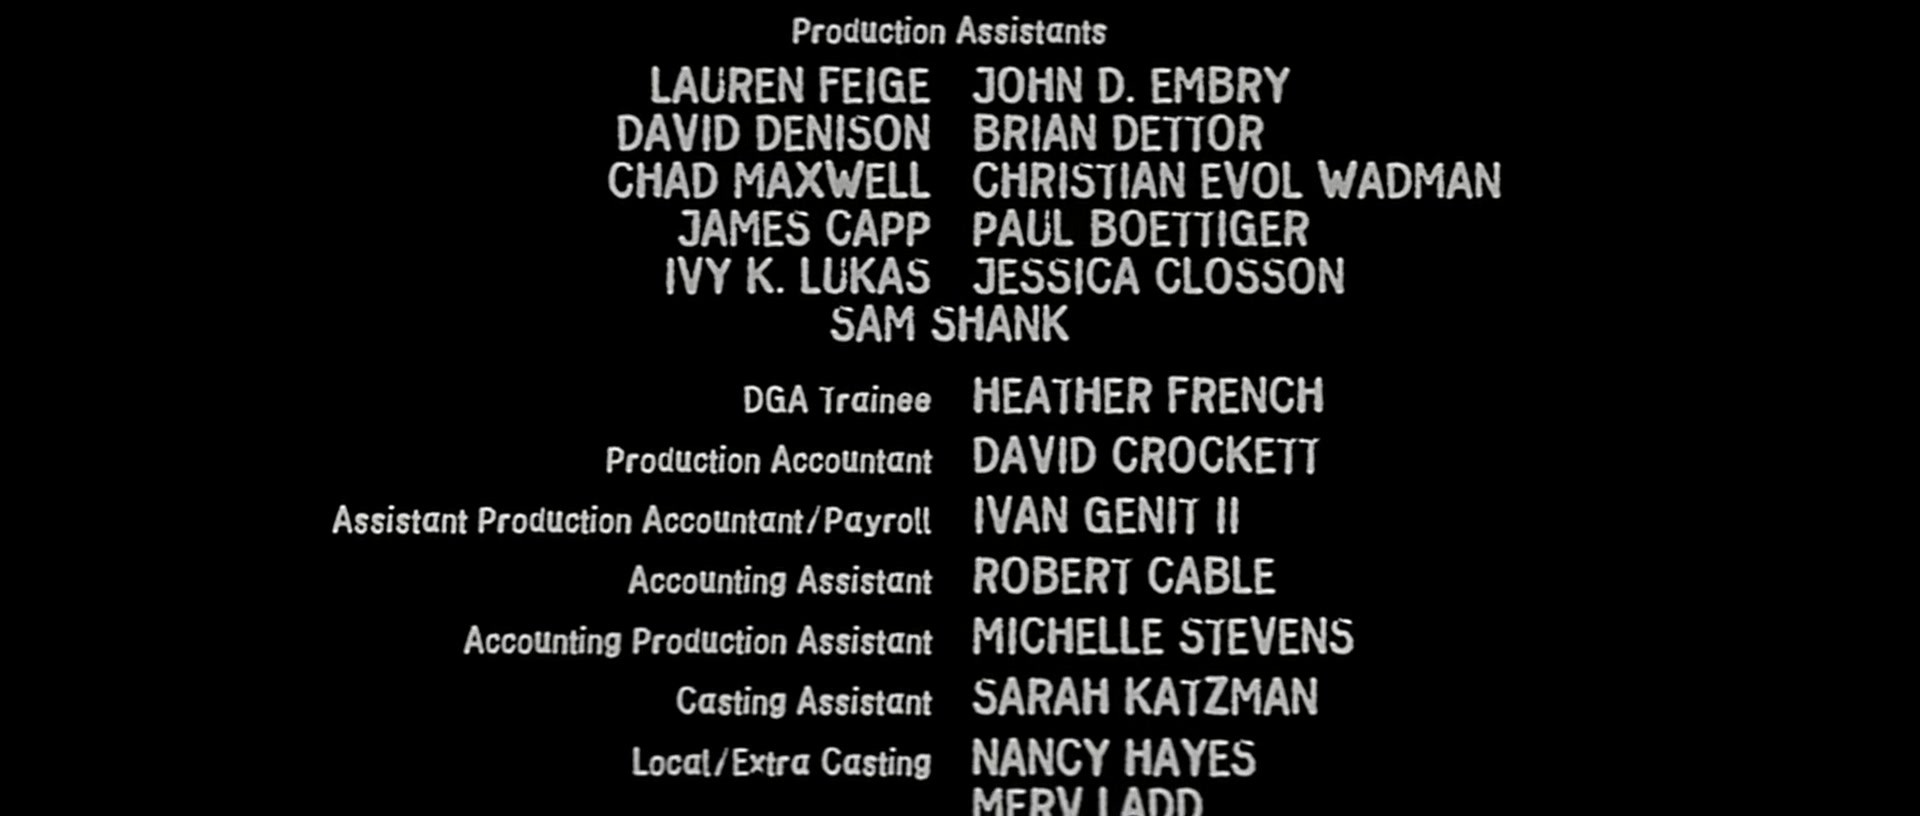 Production Assistants
LAUREN FEIGE JOHN D. EMBRY
DAVID DENISON BRIAN DETTOR
CHAD MAXWELL CHRISTIAN EVOL WADMAN
JAMES CAPP PAUL BOETTIGER
IVY K. LUKAS JESSICA CLOSSON
SAM SHANK
DGA Trainee HEATHER FRENCH
Production Accountant DAVID CROCKETT
Assistant Production Accountant/Payroll IVAN GENIT II
Accounting Assistant ROBERT CABLE
Accounting Production Assistant MICHELLE STEVENS
Casting Assistant SARAH KATZMAN
Local/Extra Casting NANCY HAYES
MERV LADD